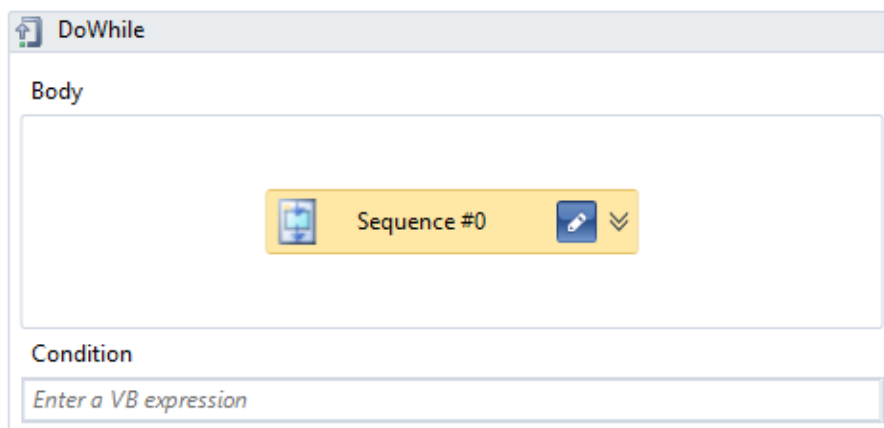 DoWhile
Body
Sequence #0
Condition
Enter a VB expression